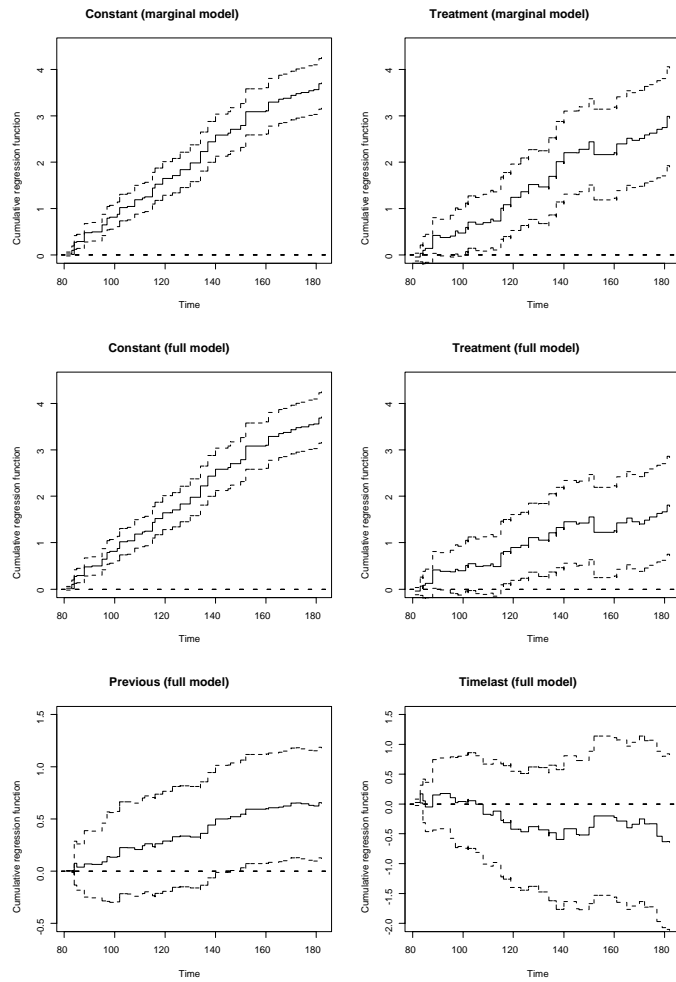 Constant (marginal model)
Cumulative regression function
0 1 2 3 4
80 100 120 140 160 180
Time
Treatment (marginal model)
Cumulative regression function
0 1 2 3 4
80 100 120 140 160 180
Time
Constant (full model)
Cumulative regression function
0 1 2 3 4
80 100 120 140 160 180
Time
Treatment (full model)
Cumulative regression function
0 1 2 3 4
80 100 120 140 160 180
Time
Previous (full model)
Cumulative regression function
-0.5 0.0 0.5 1.0 1.5
80 100 120 140 160 180
Time
Timelast (full model)
Cumulative regression function
-2.0 -1.5 -1.0 -0.5 0.0 0.5 1.0 1.5
80 100 120 140 160 180
Time